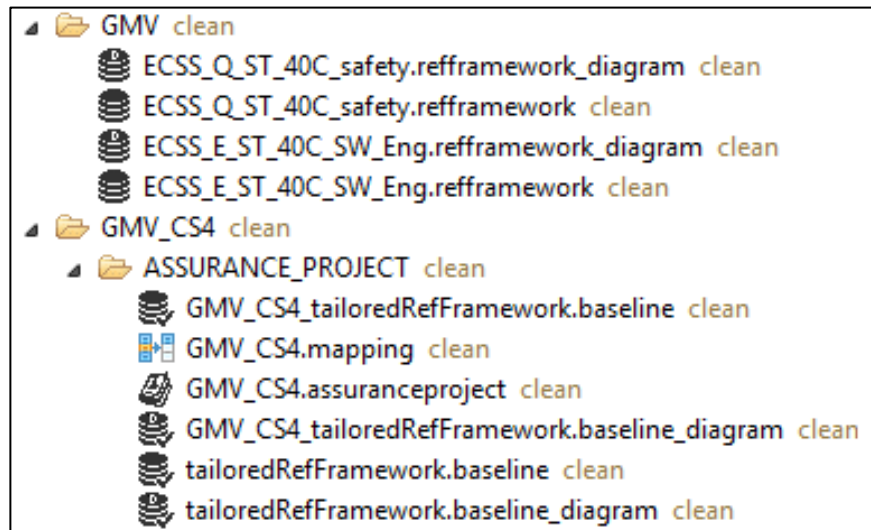 GMV clean
ECSS_Q_ST_40C_safety.refframework_diagram clean
ECSS_Q_ST_40C_safety.refframework clean
ECSS_E_ST_40C_SW_Eng.refframework_diagram clean
ECSS_E_ST_40C_SW_Eng.refframework clean
GMV_CS4 clean
ASSURANCE_PROJECT clean
GMV_CS4_tailoredRefFramework.baseline clean
GMV_CS4.mapping clean
GMV_CS4.assuranceproject clean
GMV_CS4_tailoredRefFramework.baseline_diagram clean
tailoredRefFramework.baseline clean
tailoredRefFramework.baseline_diagram clean